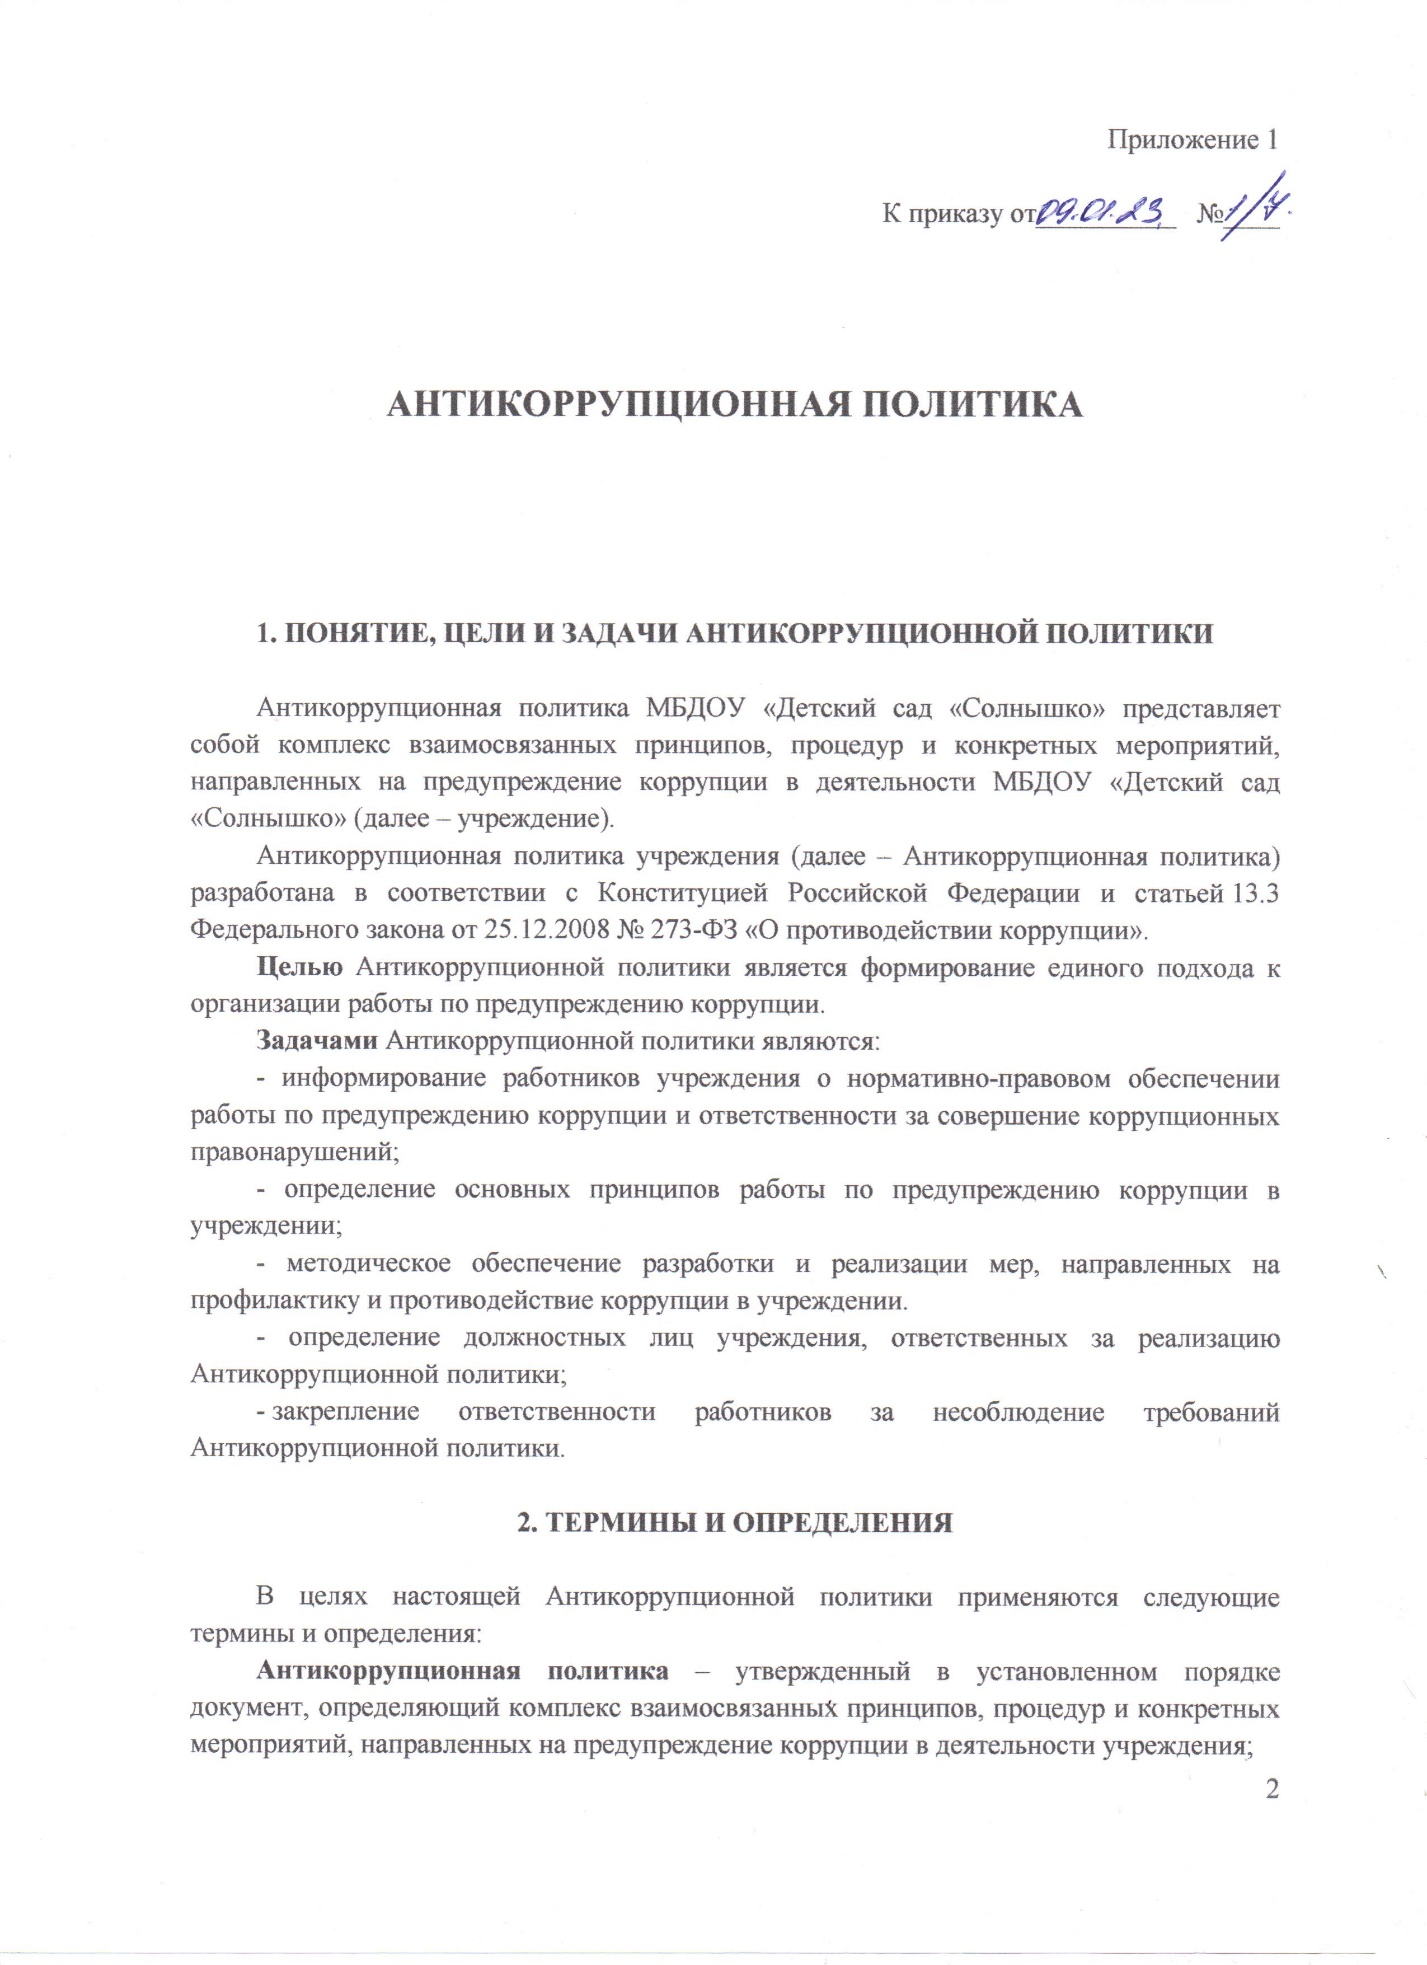 Приложение 1
К приказу от 09.01.23. № 1/7.
АНТИКОРРУПЦИОННАЯ ПОЛИТИКА
1. ПОНЯТИЕ, ЦЕЛИ И ЗАДАЧИ АНТИКОРРУПЦИОННОЙ ПОЛИТИКИ
Антикоррупционная политика МБДОУ «Детский сад «Солнышко» представляет
собой комплекс взаимосвязанных принципов, процедур и конкретных мероприятий,
направленных на предупреждение коррупции в деятельности МБДОУ «Детский сад
«Солнышко» (далее – учреждение).
Антикоррупционная политика учреждения (далее – Антикоррупционная политика)
разработана в соответствии с Конституцией Российской Федерации и статьей 13.3
Федерального закона от 25.12.2008 № 273-ФЗ «О противодействии коррупции».
Целью Антикоррупционной политики является формирование единого подхода к
организации работы по предупреждению коррупции.
Задачами Антикоррупционной политики являются:
- информирование работников учреждения о нормативно-правовом обеспечении
работы по предупреждению коррупции и ответственности за совершение коррупционных
правонарушений;
- определение основных принципов работы по предупреждению коррупции в
учреждении;
- методическое обеспечение разработки и реализации мер, направленных на
профилактику и противодействие коррупции в учреждении.
- определение должностных лиц учреждения, ответственных за реализацию
Антикоррупционной политики;
- закрепление ответственности работников за несоблюдение требований
Антикоррупционной политики.
2. ТЕРМИНЫ И ОПРЕДЕЛЕНИЯ
В целях настоящей Антикоррупционной политики применяются следующие
термины и определения:
Антикоррупционная политика – утвержденный в установленном порядке
документ, определяющий комплекс взаимосвязанных принципов, процедур и конкретных
мероприятий, направленных на предупреждение коррупции в деятельности учреждения;
2